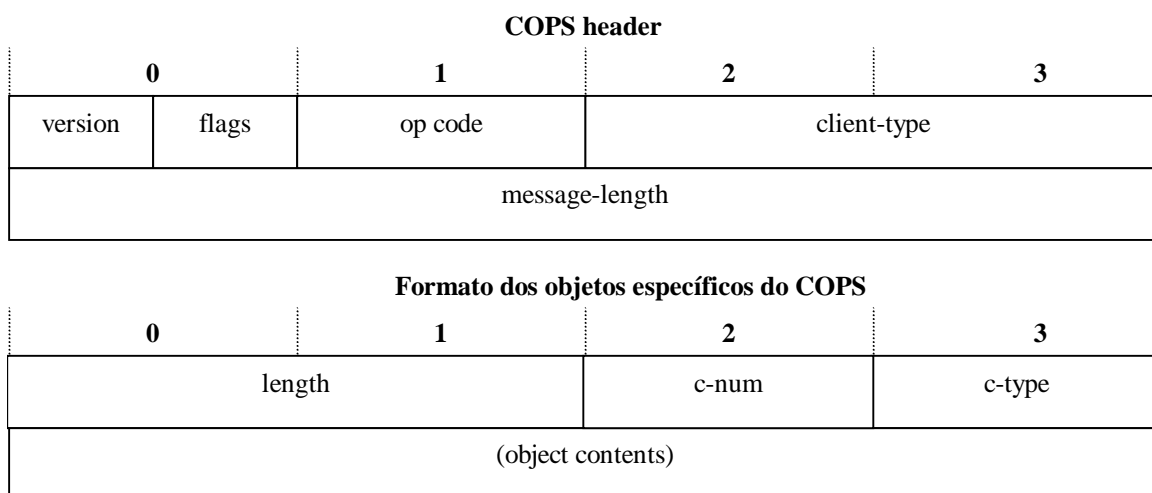 COPS header
0 1 2 3
version flags op code client-type
message-length
Formato dos objetos específicos do COPS
0 1 2 3
length c-num c-type
(object contents)